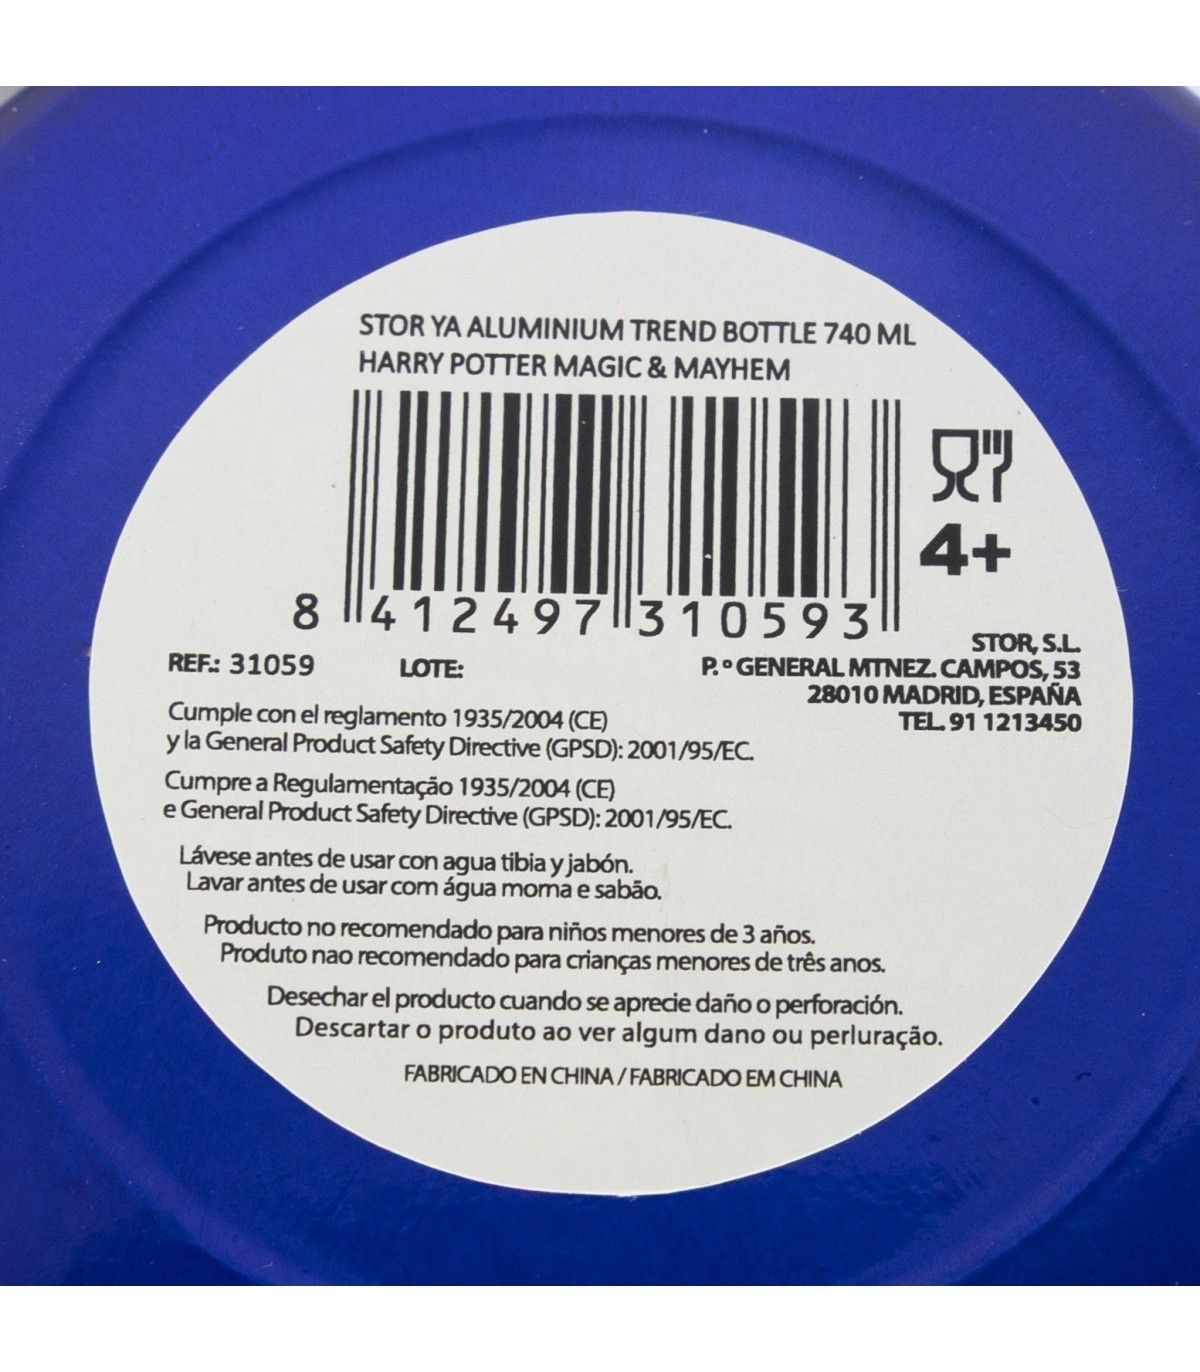 STOR YA ALUMINIUM TREND BOTTLE 740 ML
HARRY POTTER MAGIC & MAYHEM
4+
8 412497 310593
REF.: 31059
LOTE:
STOR, S.L.
P.º GENERAL MTNEZ. CAMPOS, 53
28010 MADRID, ESPAÑA
TEL. 91 1213450
Cumple con el reglamento 1935/2004 (CE)
y la General Product Safety Directive (GPSD): 2001/95/EC.
Cumpre a Regulamentação 1935/2004 (CE)
e General Product Safety Directive (GPSD): 2001/95/EC.
Lávese antes de usar con agua tibia y jabón.
Lavar antes de usar com água moma e sabão.
Producto no recomendado para niños menores de 3 años.
Produto nao recomendado para crianças menores de três anos.
Desechar el producto cuando se aprecie daño o perforación.
Descartar o produto ao ver algum dano ou perluração.
FABRICADO EN CHINA / FABRICADO EM CHINA